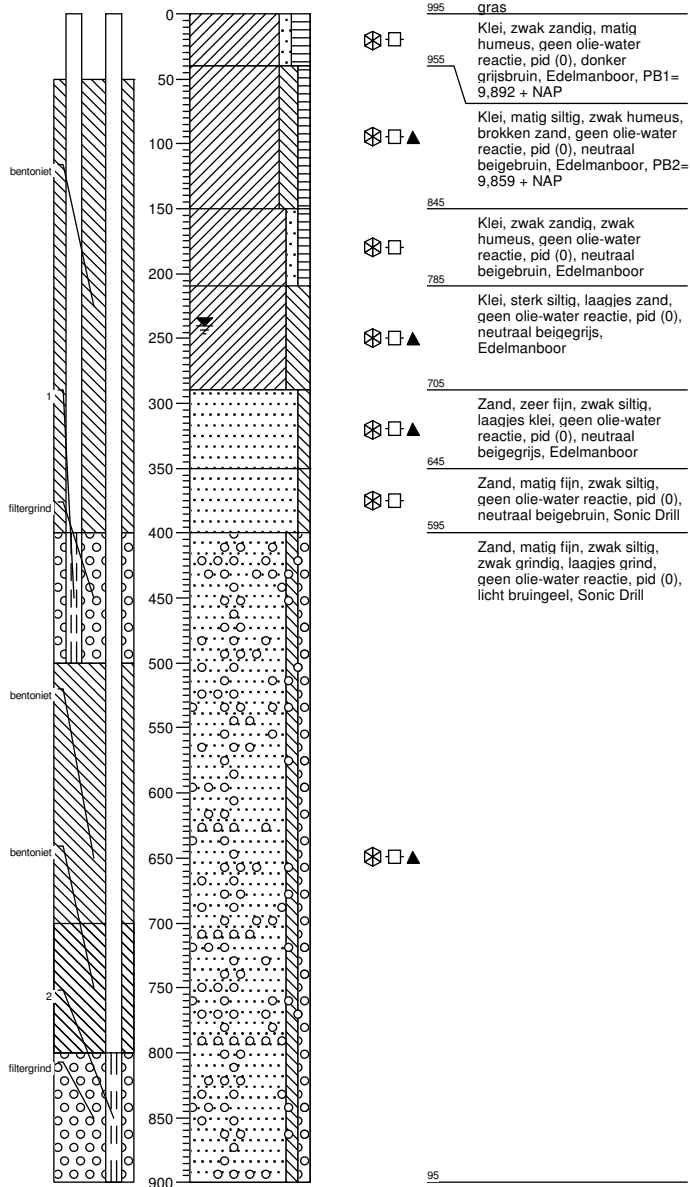 995
gras
Klei, zwak zandig, matig
humeus, geen olie-water
reactie, pid (0), donker
grijsbruin, Edelmanboor, PB1=
9,892 + NAP
955
Klei, matig siltig, zwak humeus,
brokken zand, geen olie-water
reactie, pid (0), neutraal
beigebruin, Edelmanboor, PB2=
9,859 + NAP
845
Klei, zwak zandig, zwak
humeus, geen olie-water
reactie, pid (0), neutraal
beigebruin, Edelmanboor
785
Klei, sterk siltig, laagjes zand,
geen olie-water reactie, pid (0),
neutraal beigegrijs,
Edelmanboor
705
Zand, zeer fijn, zwak siltig,
laagjes klei, geen olie-water
reactie, pid (0), neutraal
beigegrijs, Edelmanboor
645
Zand, matig fijn, zwak siltig,
geen olie-water reactie, pid (0),
neutraal beigebruin, Sonic Drill
595
Zand, matig fijn, zwak siltig,
zwak grindig, laagjes grind,
geen olie-water reactie, pid (0),
licht bruingeel, Sonic Drill
95
0
50
100
150
200
250
300
350
400
450
500
550
600
650
700
750
800
850
900
bentoniet
1
filtergrind
bentoniet
bentoniet
2
filtergrind